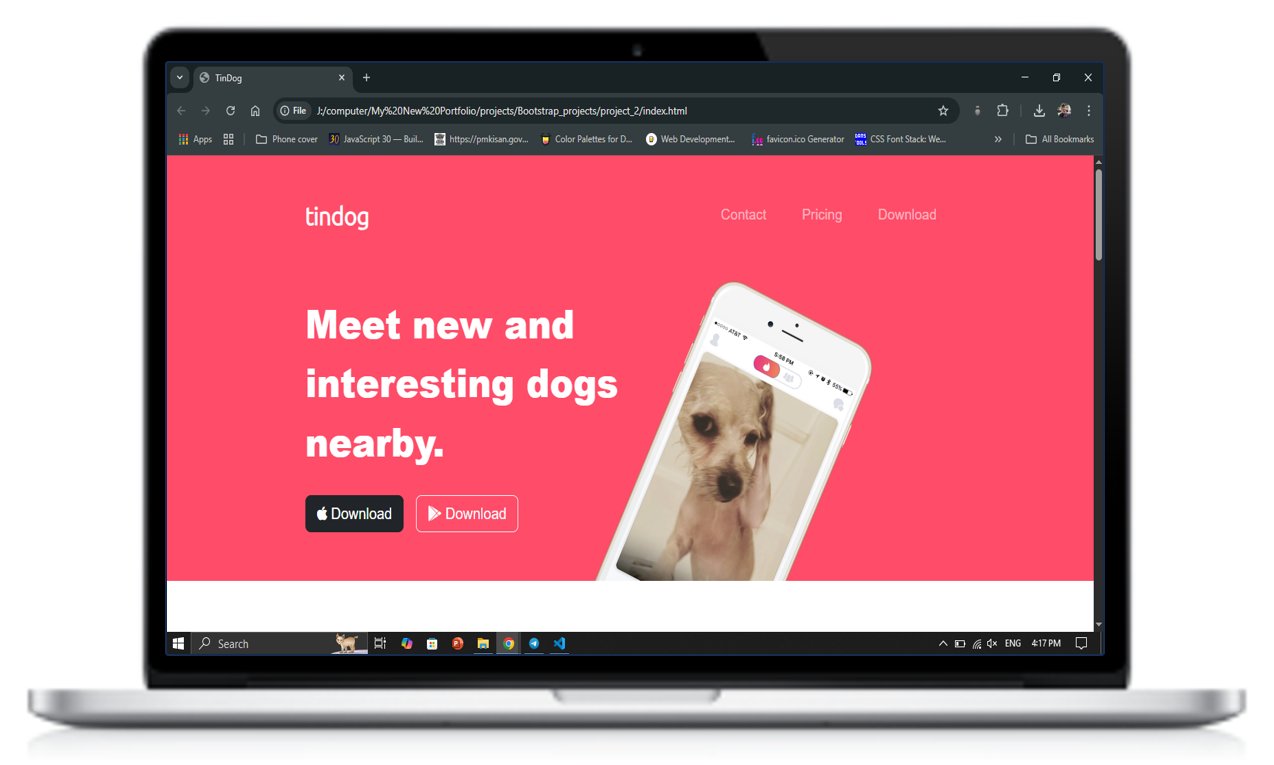 TinDog
File
J:/computer/My%20New%20Portfolio/projects/Bootstrap_projects/project_2/index.html
Apps
Phone cover
JavaScript 30 — Buil...
https://pmkisan.gov...
Color Palettes for D...
Web Development...
favicon.ico Generator
CSS Font Stack: We...
»
All Bookmarks
tindog
Contact
Pricing
Download
Meet new and
interesting dogs
nearby.
Download
Download
AT&T
5:58 PM
55%
Search
ENG
4:17 PM